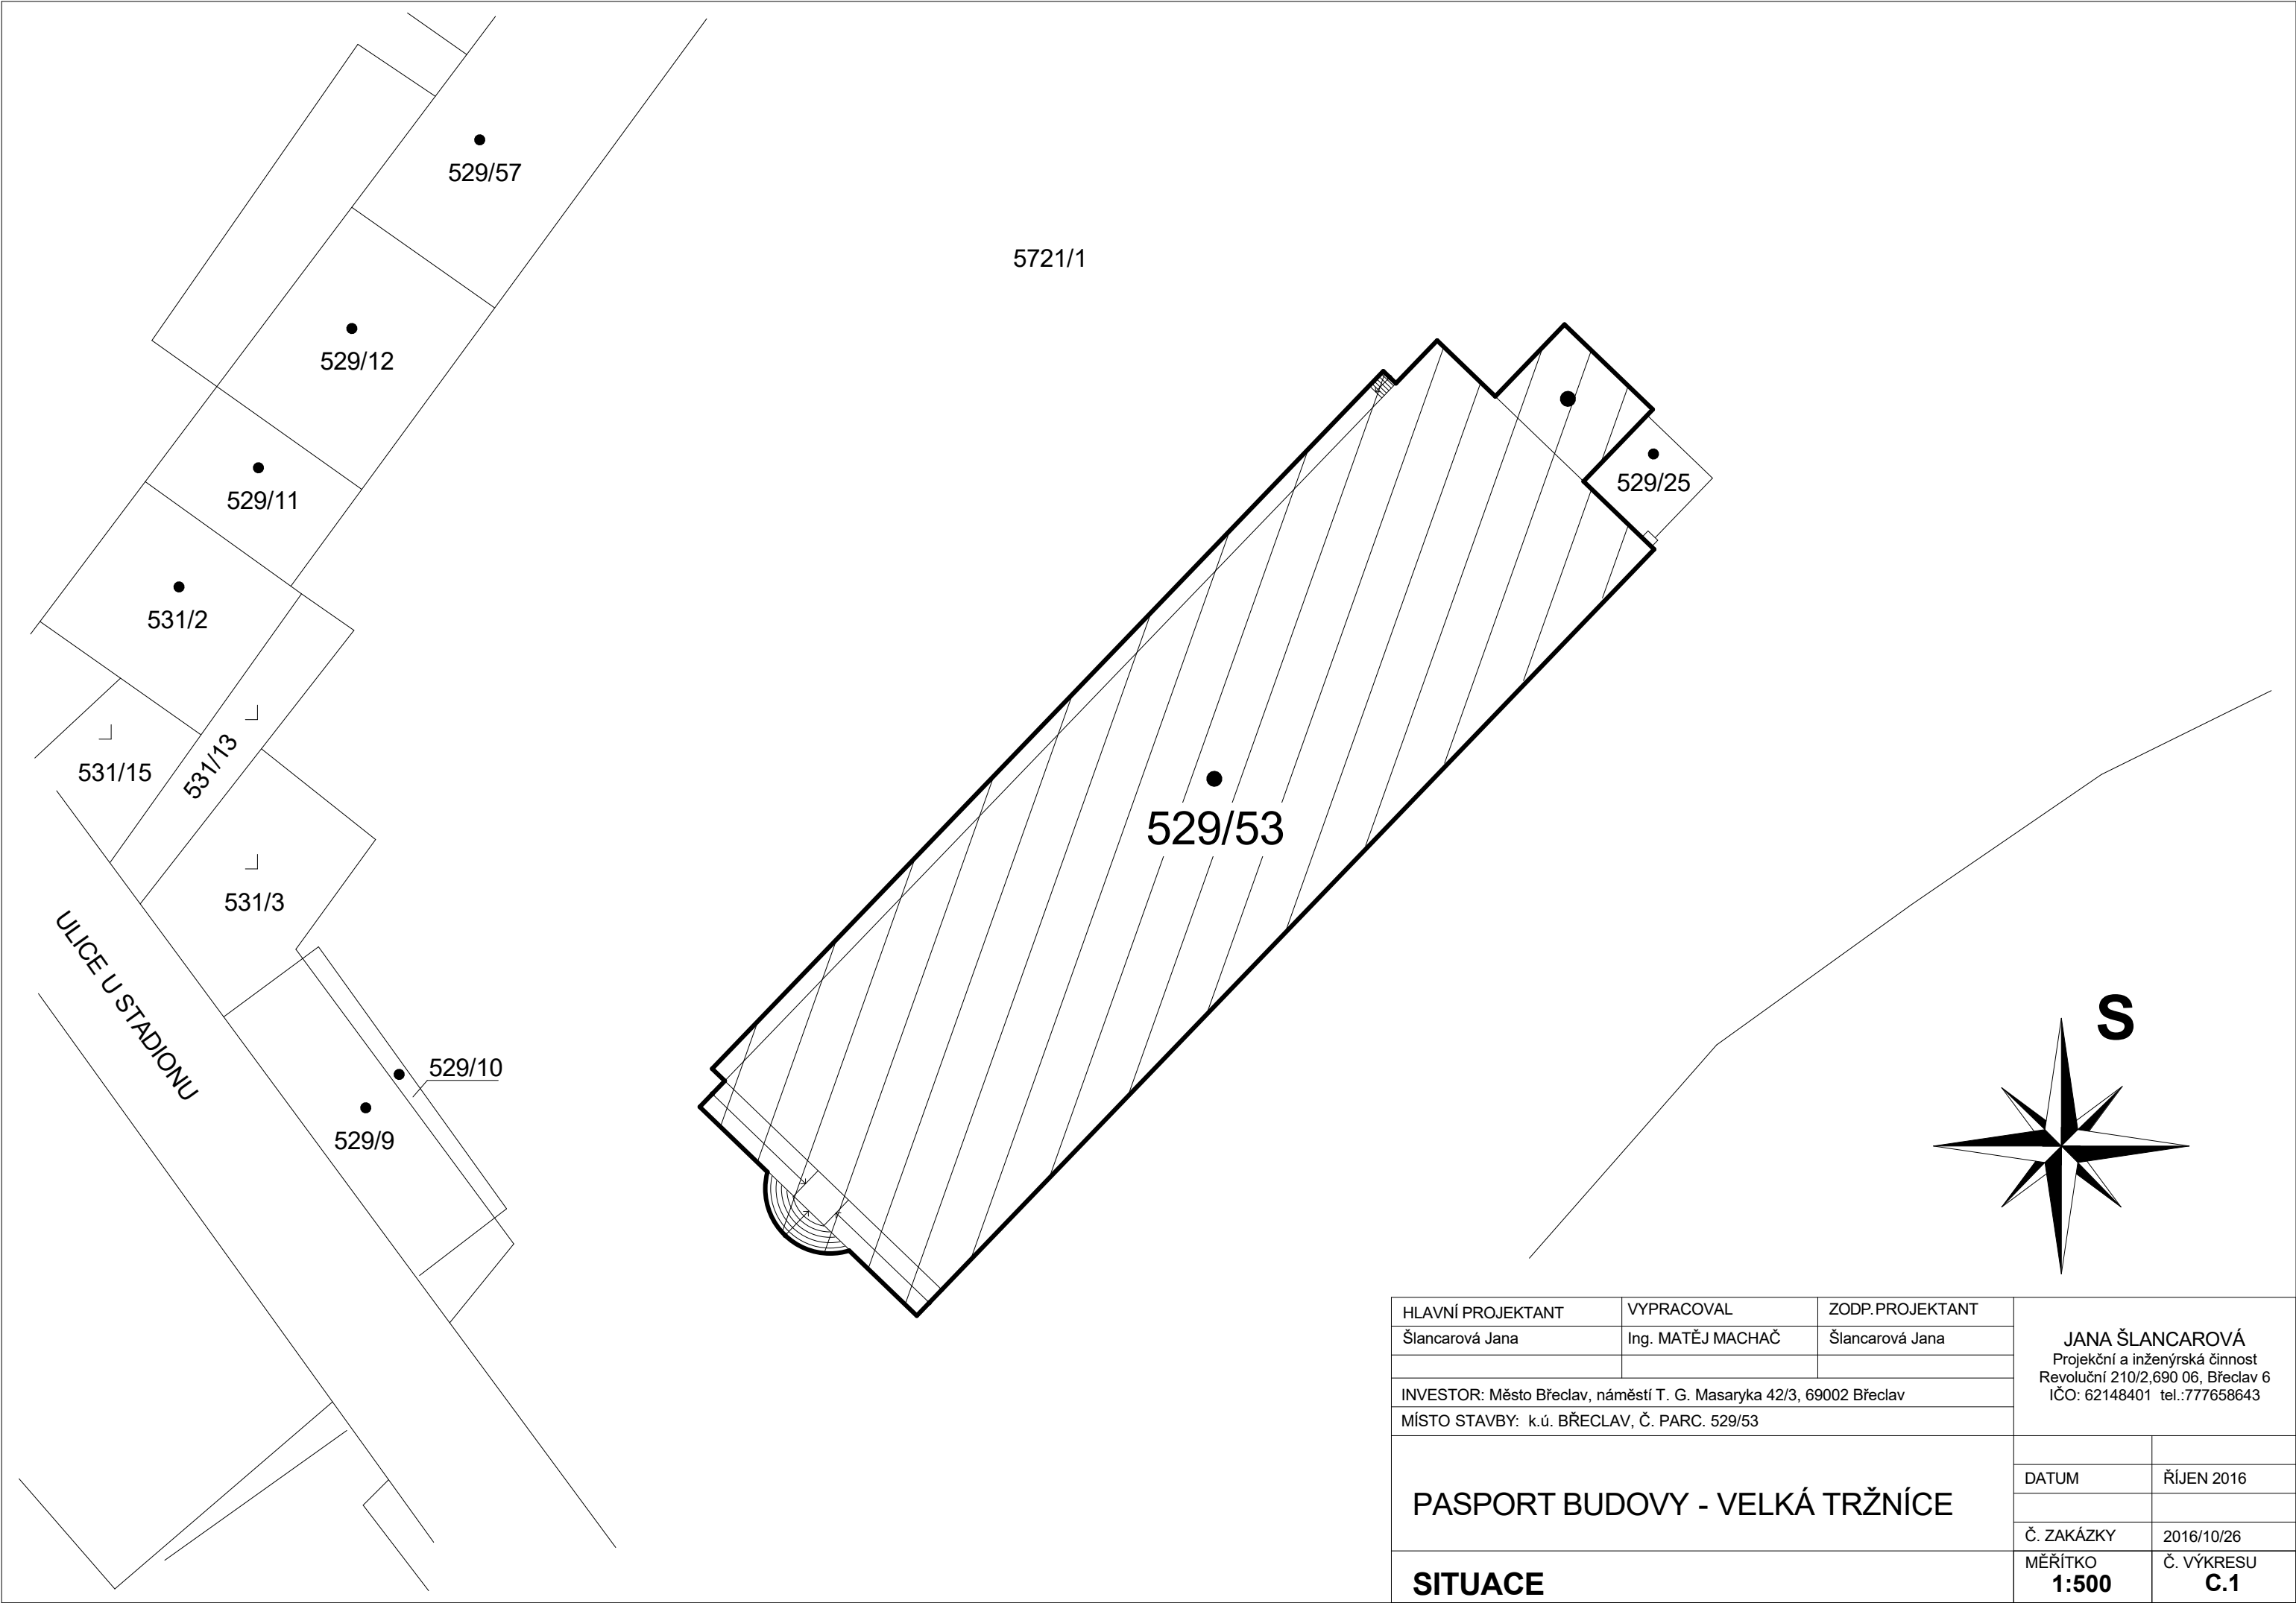 529/57
5721/1
529/12
529/11
529/25
531/2
531/13
531/15
529/53
531/3
ULICE U STADIONU
529/10
529/9
S
HLAVNÍ PROJEKTANT
VYPRACOVAL
ZODP.PROJEKTANT
Šlancarová Jana
Ing. MATĚJ MACHAČ
Šlancarová Jana
JANA ŠLANCAROVÁ
Projekční a inženýrská činnost
Revoluční 210/2,690 06, Břeclav 6
IČO: 62148401 tel.:777658643
INVESTOR: Město Břeclav, náměstí T. G. Masaryka 42/3, 69002 Břeclav
MÍSTO STAVBY: k.ú. BŘECLAV, Č. PARC. 529/53
PASPORT BUDOVY - VELKÁ TRŽNÍCE
DATUM
ŘÍJEN 2016
Č. ZAKÁZKY
2016/10/26
SITUACE
MĚŘÍTKO
1:500
Č. VÝKRESU
C.1